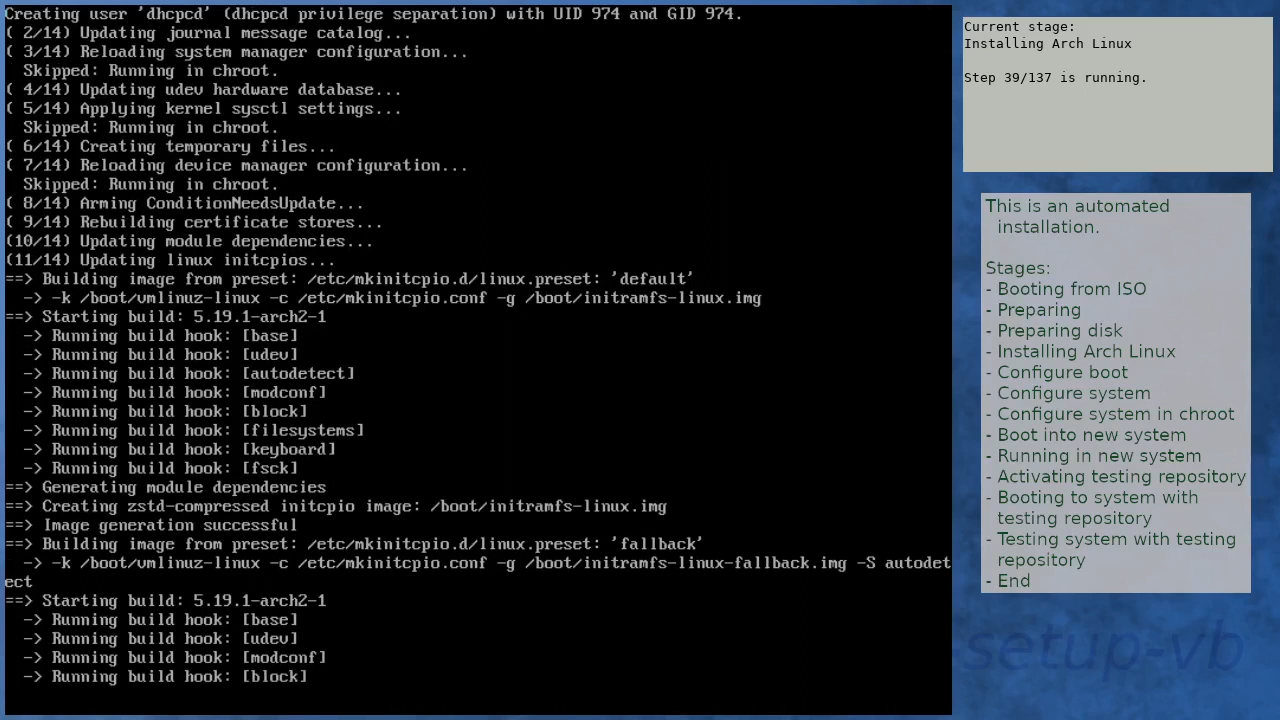 Creating user 'dhcpcd' (dhcpcd privilege separation) with UID 974 and GID 974.
( 2/14) Updating journal message catalog...
( 3/14) Reloading system manager configuration...
  Skipped: Running in chroot.
( 4/14) Updating udev hardware database...
( 5/14) Applying kernel sysctl settings...
  Skipped: Running in chroot.
( 6/14) Creating temporary files...
( 7/14) Reloading device manager configuration...
  Skipped: Running in chroot.
( 8/14) Arming ConditionNeedsUpdate...
( 9/14) Rebuilding certificate stores...
(10/14) Updating module dependencies...
(11/14) Updating linux initcpios...
==> Building image from preset: /etc/mkinitcpio.d/linux.preset: 'default'
  -> -k /boot/vmlinuz-linux -c /etc/mkinitcpio.conf -g /boot/initramfs-linux.img
==> Starting build: 5.19.1-arch2-1
  -> Running build hook: [base]
  -> Running build hook: [udev]
  -> Running build hook: [autodetect]
  -> Running build hook: [modconf]
  -> Running build hook: [block]
  -> Running build hook: [filesystems]
  -> Running build hook: [keyboard]
  -> Running build hook: [fsck]
==> Generating module dependencies
==> Creating zstd-compressed initcpio image: /boot/initramfs-linux.img
==> Image generation successful
==> Building image from preset: /etc/mkinitcpio.d/linux.preset: 'fallback'
  -> -k /boot/vmlinuz-linux -c /etc/mkinitcpio.conf -g /boot/initramfs-linux-fallback.img -S autodet
ect
==> Starting build: 5.19.1-arch2-1
  -> Running build hook: [base]
  -> Running build hook: [udev]
  -> Running build hook: [modconf]
  -> Running build hook: [block]
Current stage:
Installing Arch Linux
Step 39/137 is running.
This is an automated
installation.
Stages:
- Booting from ISO
- Preparing
- Preparing disk
- Installing Arch Linux
- Configure boot
- Configure system
- Configure system in chroot
- Boot into new system
- Running in new system
- Activating testing repository
- Booting to system with
testing repository
- Testing system with testing
repository
- End
setup-vb